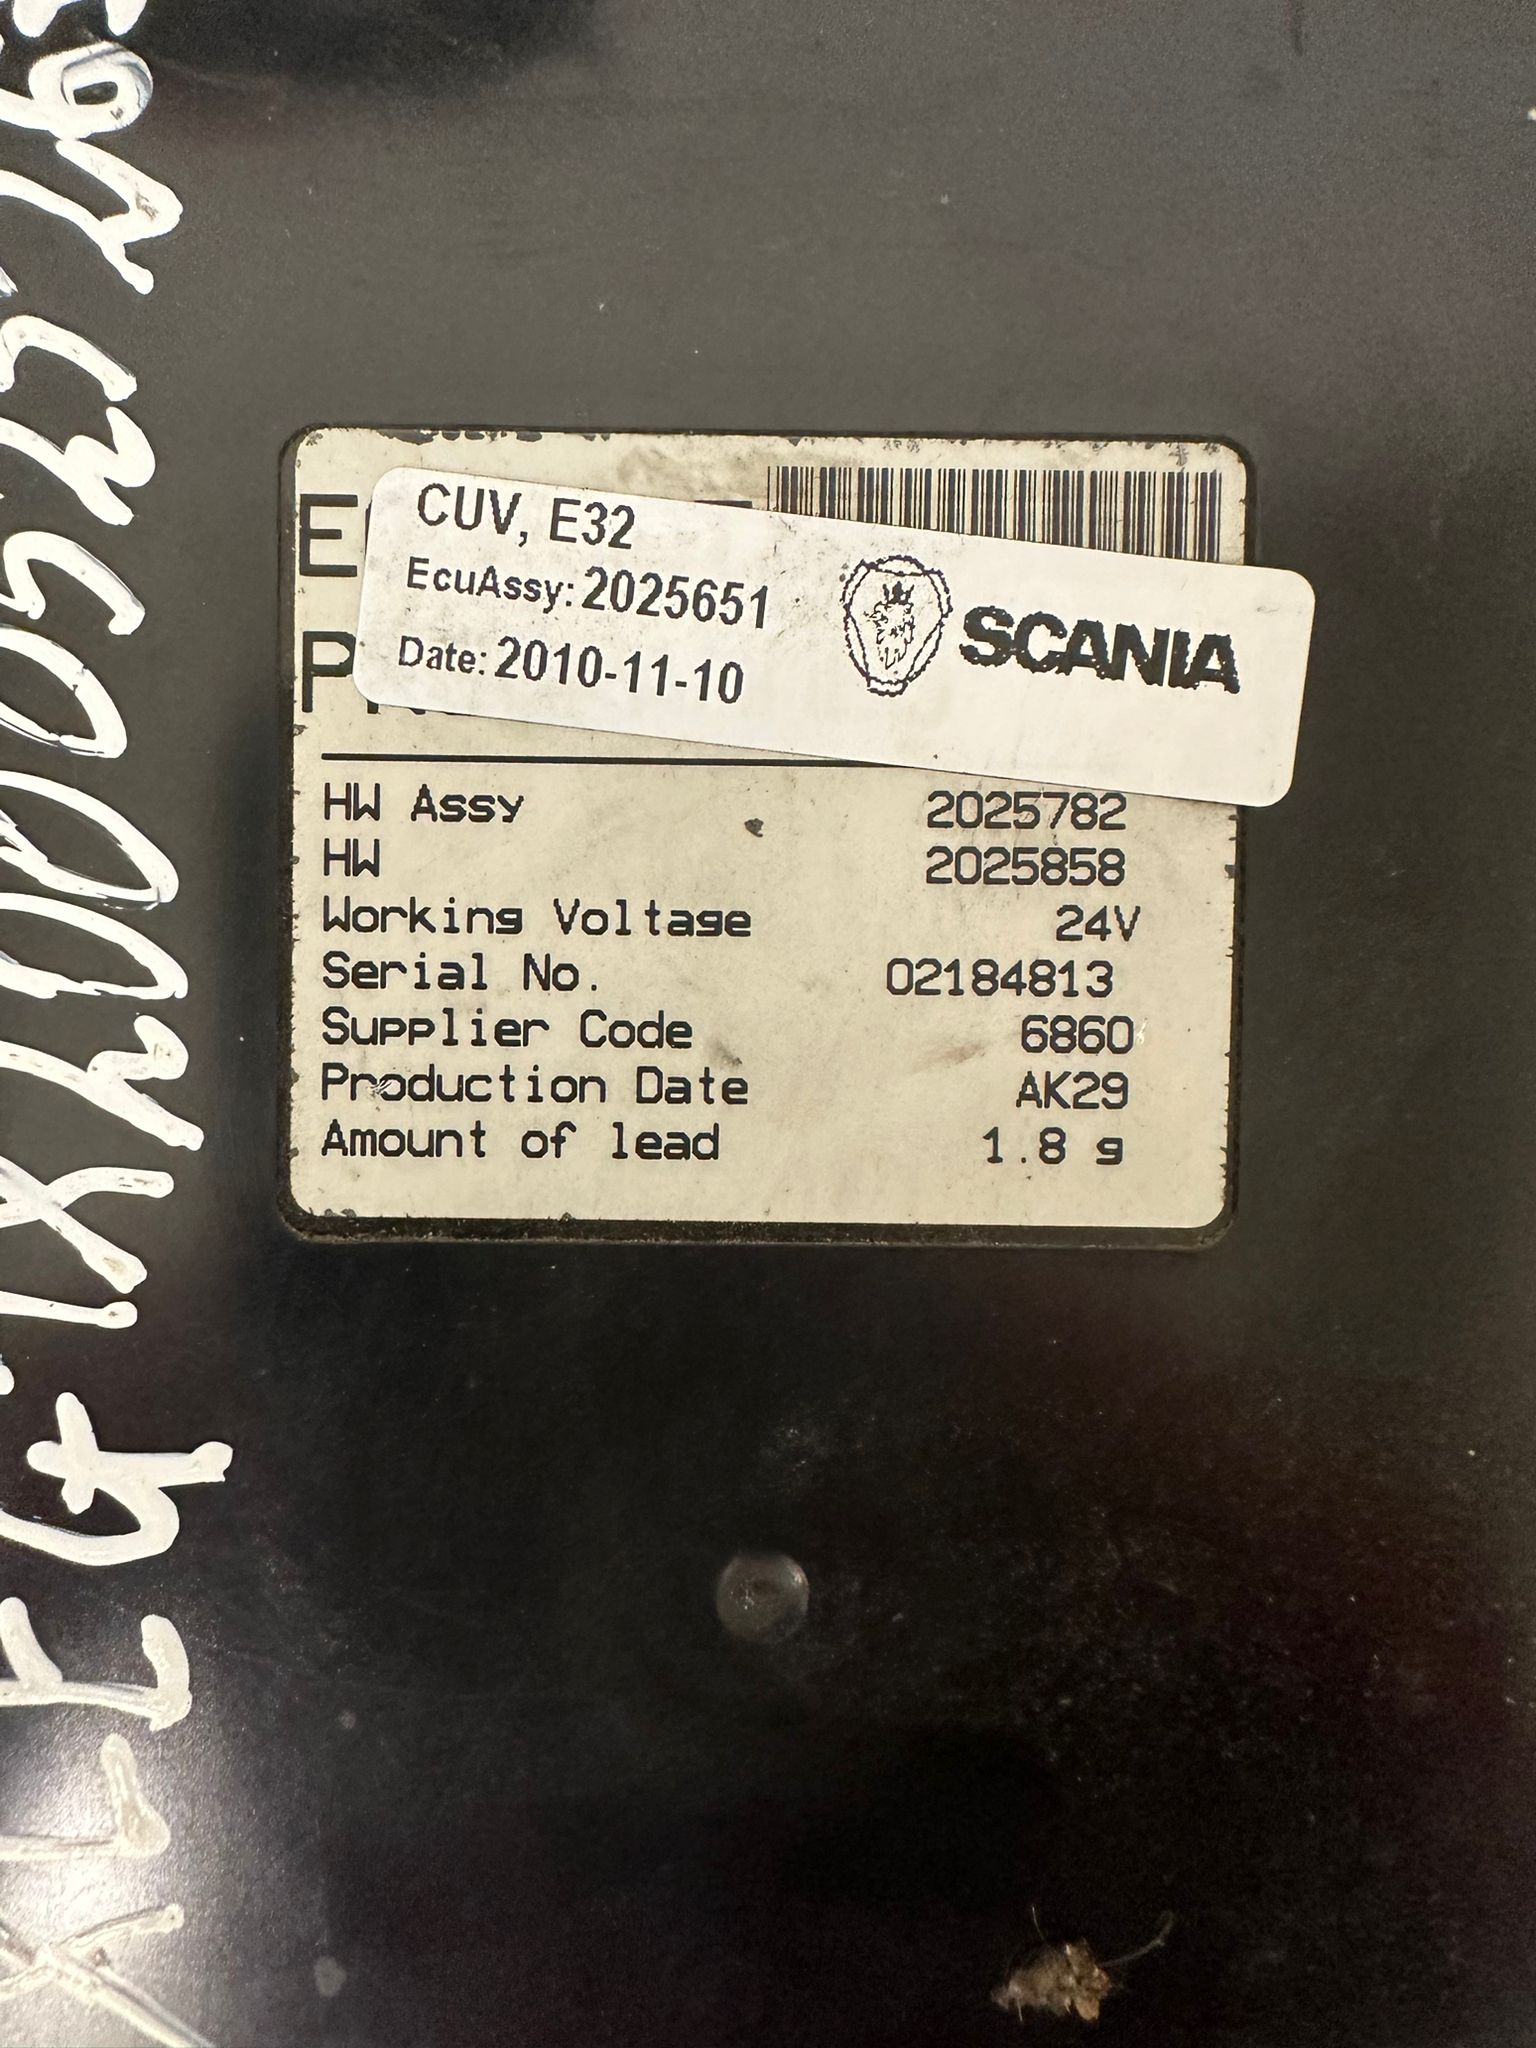 CUV, E32
EcuAssy: 2025651
Date: 2010-11-10
SCANIA
HW Assy 2025782
HW 2025858
Working Voltage 24V
Serial No. 02184813
Supplier Code 6860
Production Date AK29
Amount of lead 1.8 g